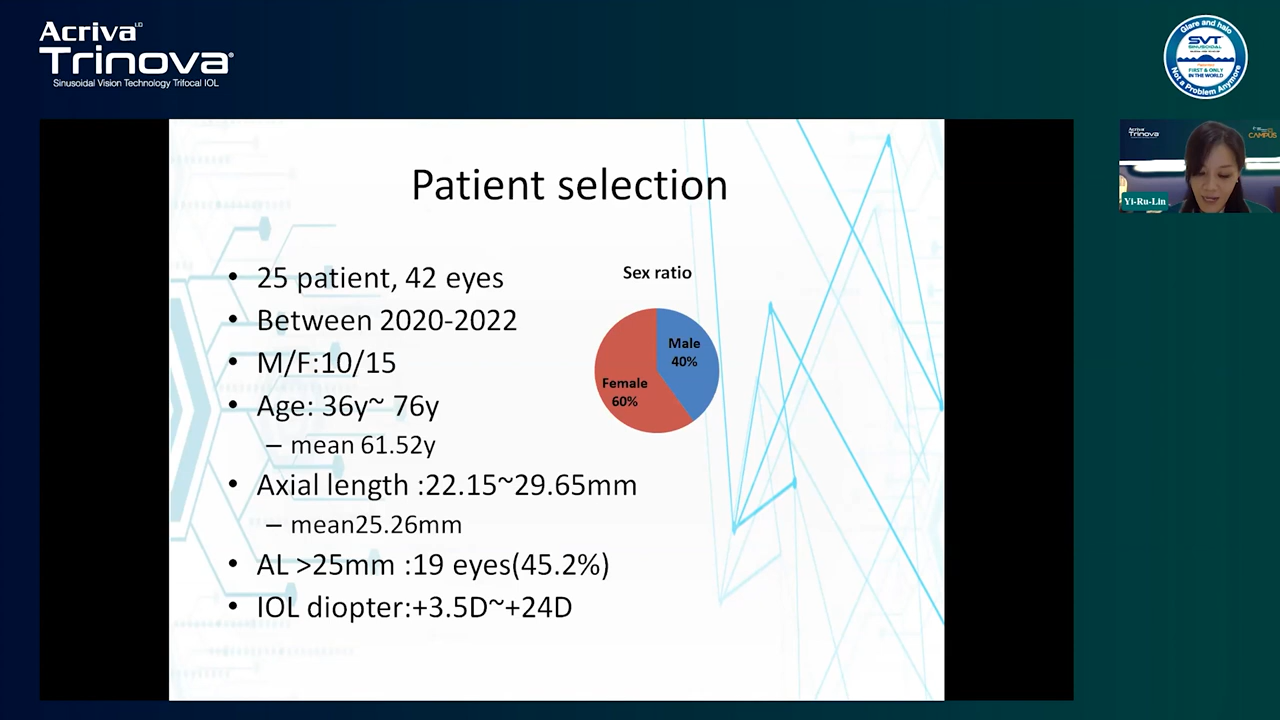 Acriva UD
Trinova®
Sinusoidal Vision Technology Trifocal IOL
Glare and halo
SVT
SINUSOIDAL
FIRST & ONLY
IN THE WORLD
Not a Problem Anymore
Patient selection
• 25 patient, 42 eyes
• Between 2020-2022
• M/F:10/15
• Age: 36y~ 76y
– mean 61.52y
• Axial length :22.15~29.65mm
– mean25.26mm
• AL >25mm :19 eyes(45.2%)
• IOL diopter:+3.5D~+24D
Sex ratio
Male
40%
Female
60%
Trinova
CAMPUS
Yi-Ru-Lin